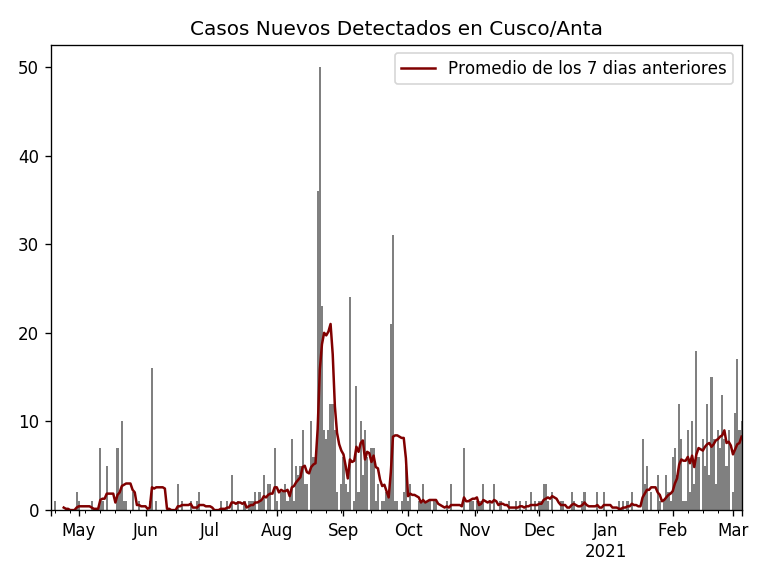 Casos Nuevos Detectados en Cusco/Anta
Promedio de los 7 dias anteriores
50
40
30
20
10
0
May Jun Jul Aug Sep Oct Nov Dec Jan Feb Mar
2021